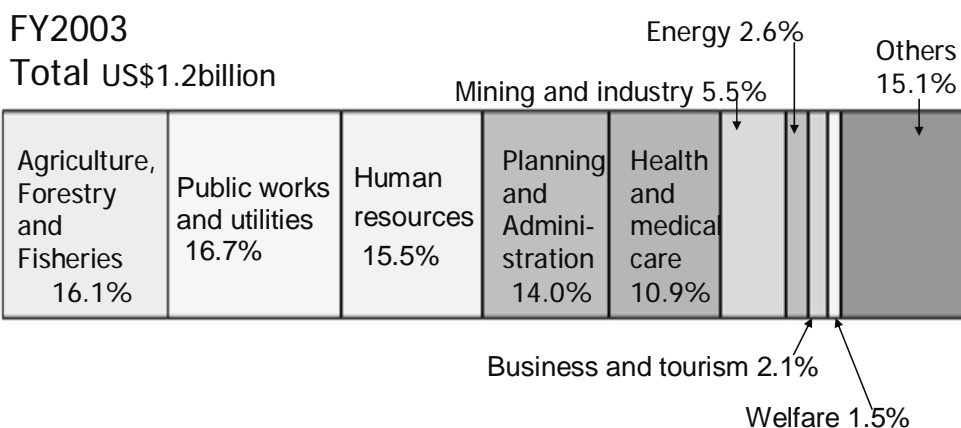 FY2003
Total US$1.2billion
Energy 2.6%
Others
15.1%
Mining and industry 5.5%
Agriculture,
Forestry
and
Fisheries
16.1%
Public works
and utilities
16.7%
Human
resources
15.5%
Planning
and
Admini-
stration
14.0%
Health
and
medical
care
10.9%
Business and tourism 2.1%
Welfare 1.5%